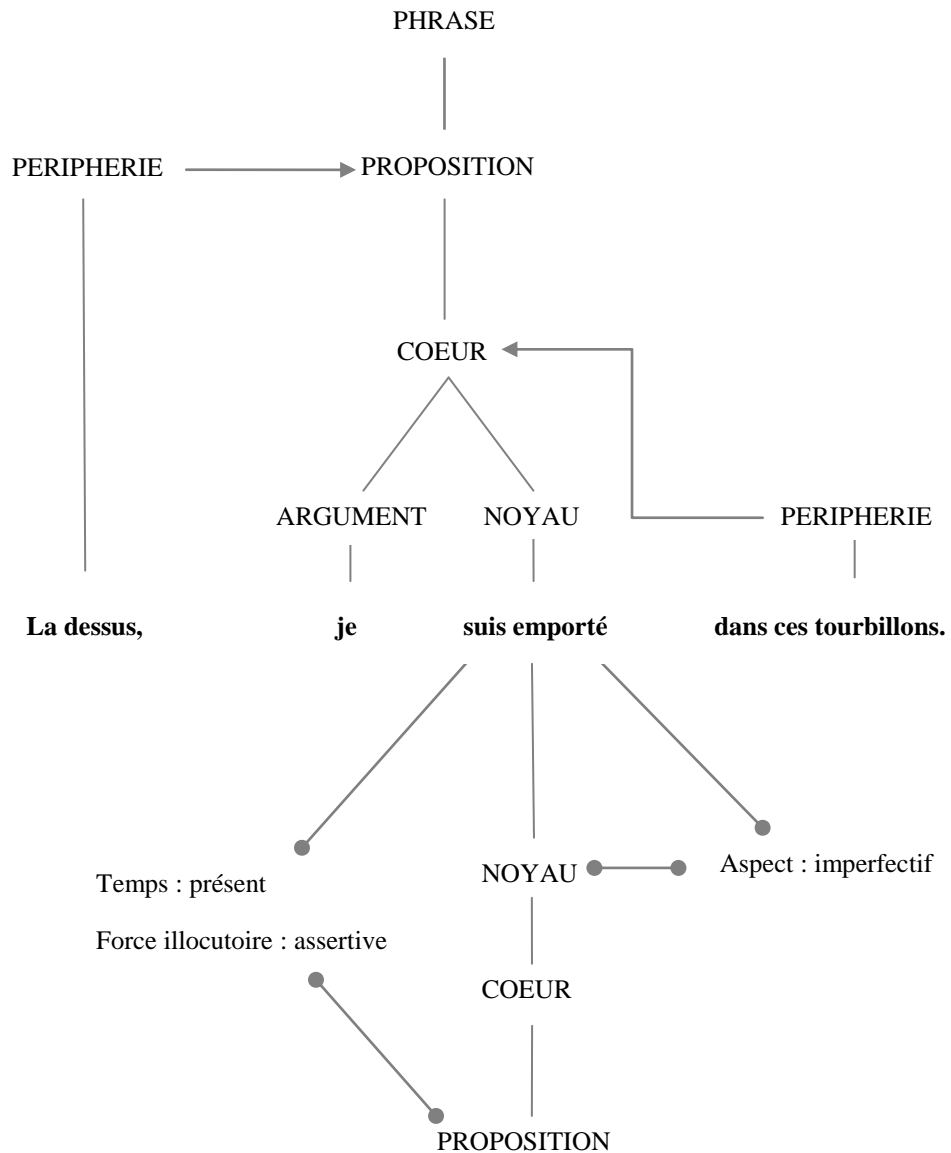 PHRASE
PERIPHERIE PROPOSITION
COEUR
ARGUMENT NOYAU PERIPHERIE
La dessus, je suis emporté dans ces tourbillons.
NOYAU Aspect : imperfectif
Temps : présent
Force illocutoire : assertive
COEUR
PROPOSITION